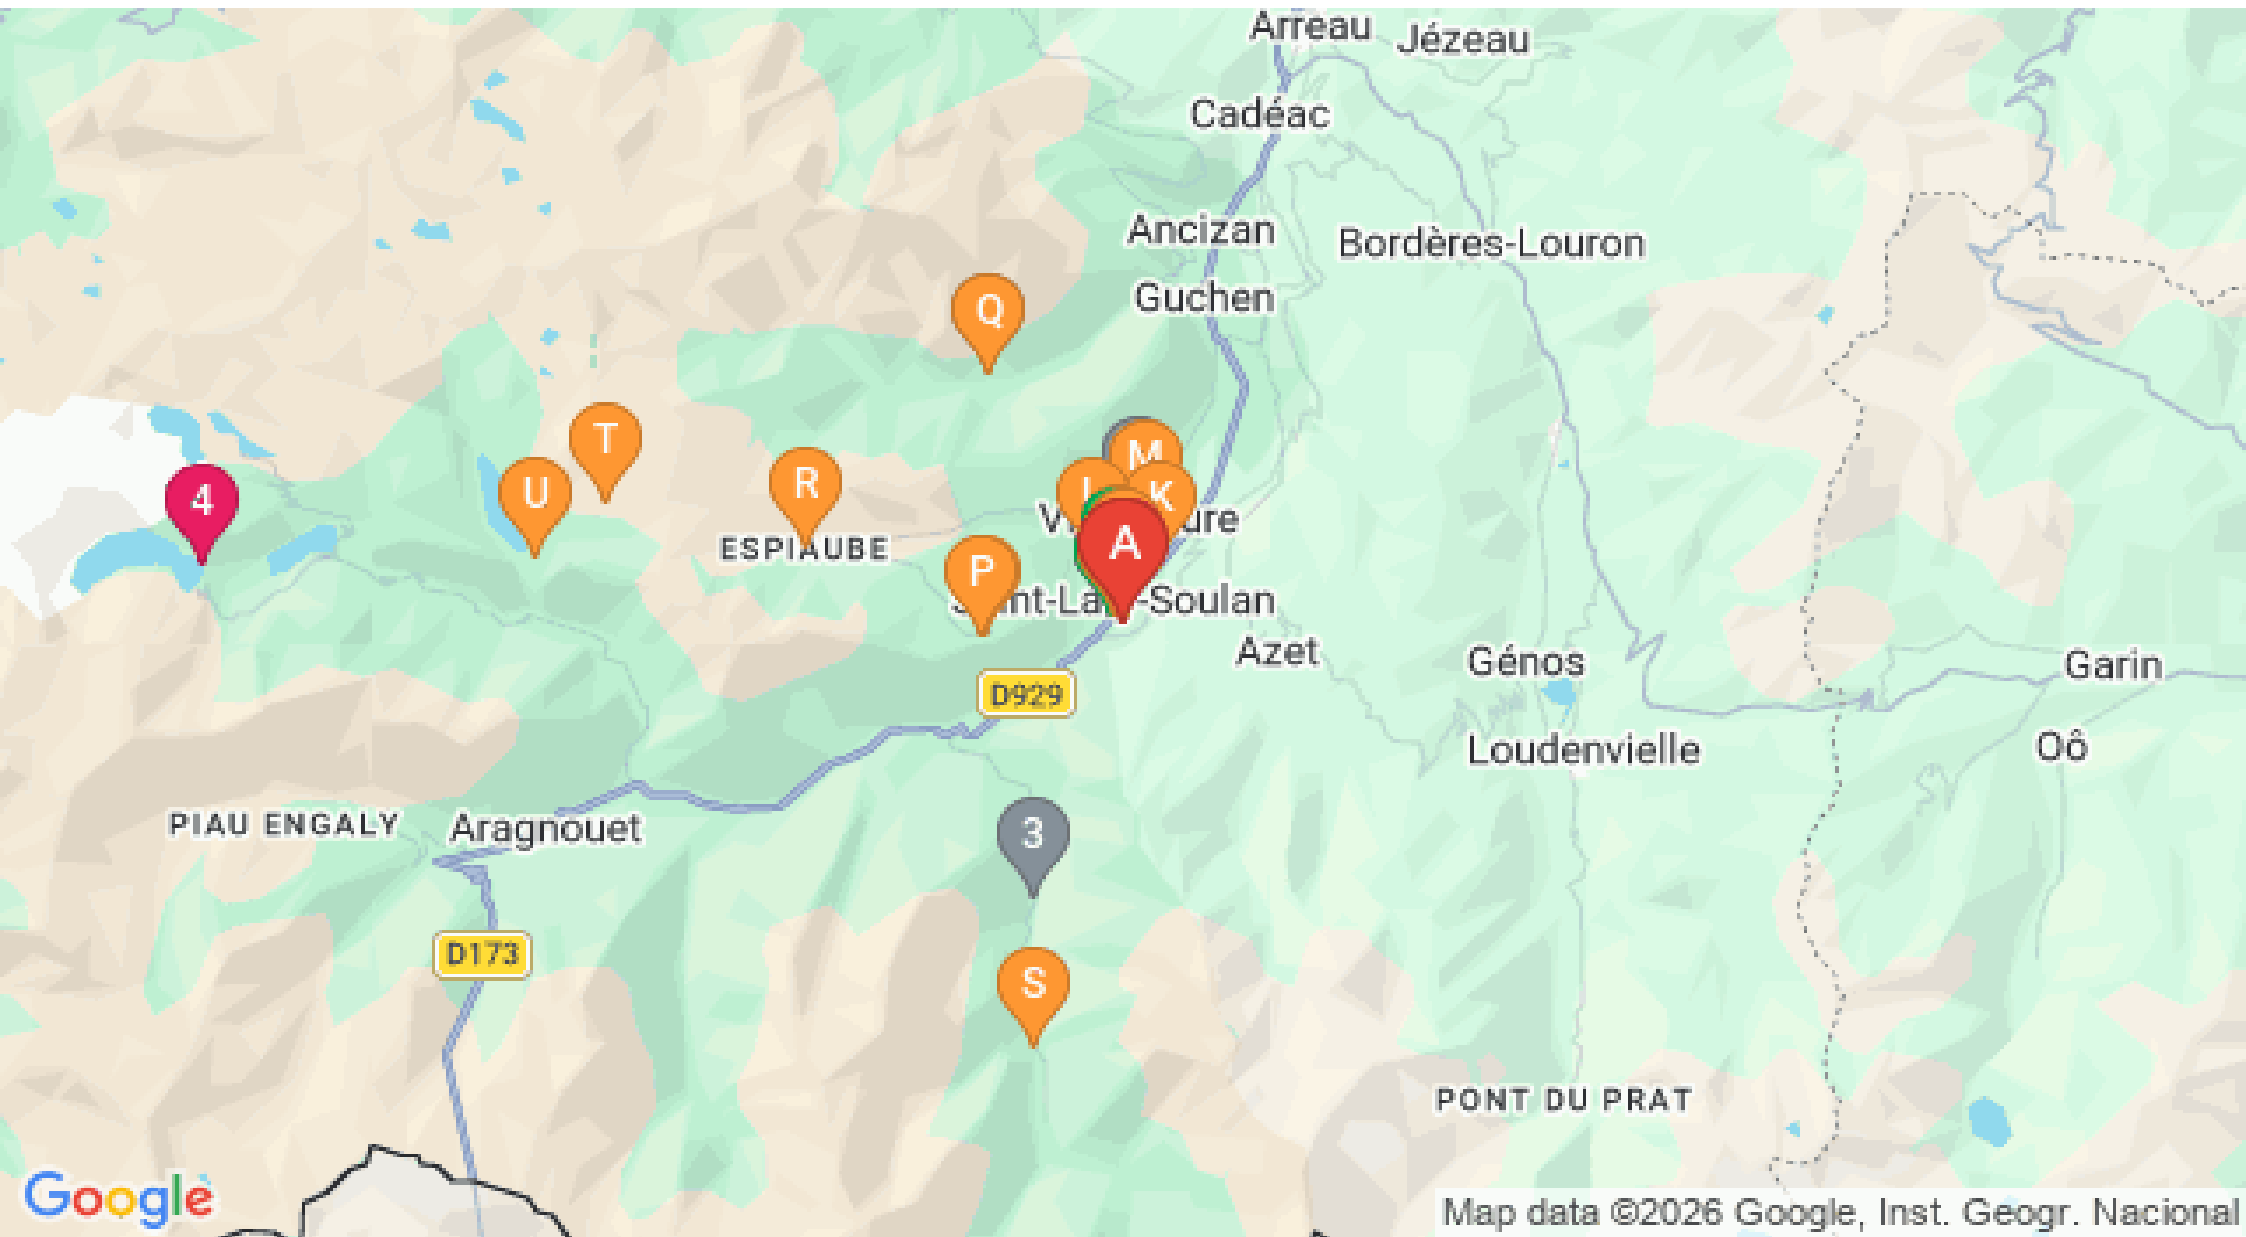 Arreau
Jézeau
Cadéac
Ancizan
Bordères-Louron
Guchen
Q
T
M
R
U
4
K
A
ESPIAUBE
P
Azet
Génos
Garin
D929
Loudenvielle
Oô
PIAU ENGALY
Aragnouet
3
D173
S
PONT DU PRAT
Google
Map data ©2026 Google, Inst. Geogr. Nacional